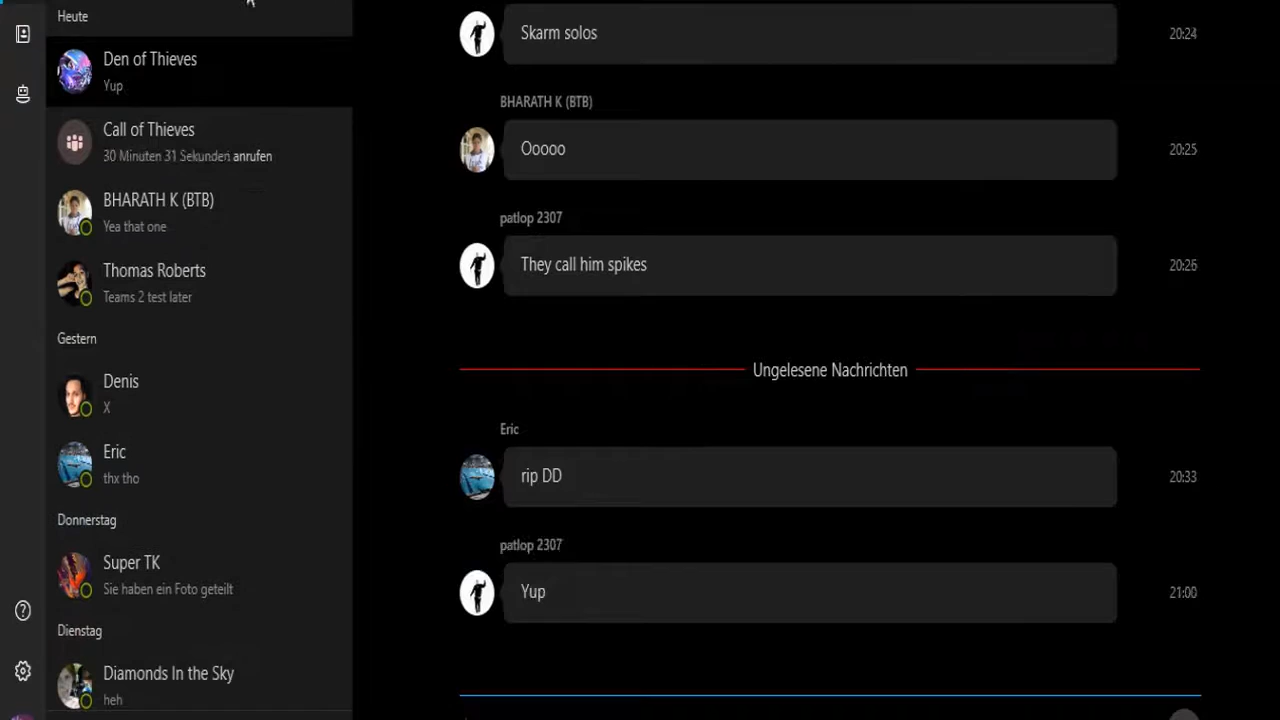 Heute
Den of Thieves
Yup
Call of Thieves
30 Minuten 31 Sekunden anrufen
BHARATH K (BTB)
Yea that one
Thomas Roberts
Teams 2 test later
Gestern
Denis
X
Eric
thx tho
Donnerstag
Super TK
Sie haben ein Foto geteilt
Dienstag
Diamonds In the Sky
heh
Skarm solos
20:24
BHARATH K (BTB)
Ooooo
20:25
patlop 2307
They call him spikes
20:26
Ungelesene Nachrichten
Eric
rip DD
20:33
patlop 2307
Yup
21:00